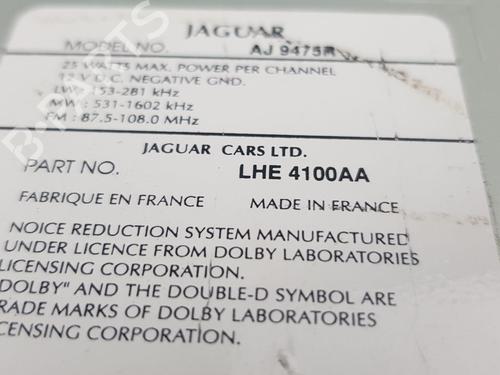 JAGUAR
MODEL NO. AJ 9475R
25 WATTS MAX. POWER PER CHANNEL
12 V D.C. NEGATIVE GND.
LW : 153-281 kHz
MW : 531-1602 kHz
FM : 87.5-108.0 MHz
JAGUAR CARS LTD.
PART NO. LHE 4100AA
FABRIQUE EN FRANCE MADE IN FRANCE
NOICE REDUCTION SYSTEM MANUFACTURED
UNDER LICENCE FROM DOLBY LABORATORIES
LICENSING CORPORATION.
DOLBY" AND THE DOUBLE-D SYMBOL ARE
RADE MARKS OF DOLBY LABORATORIES
CENSING CORPORATION.